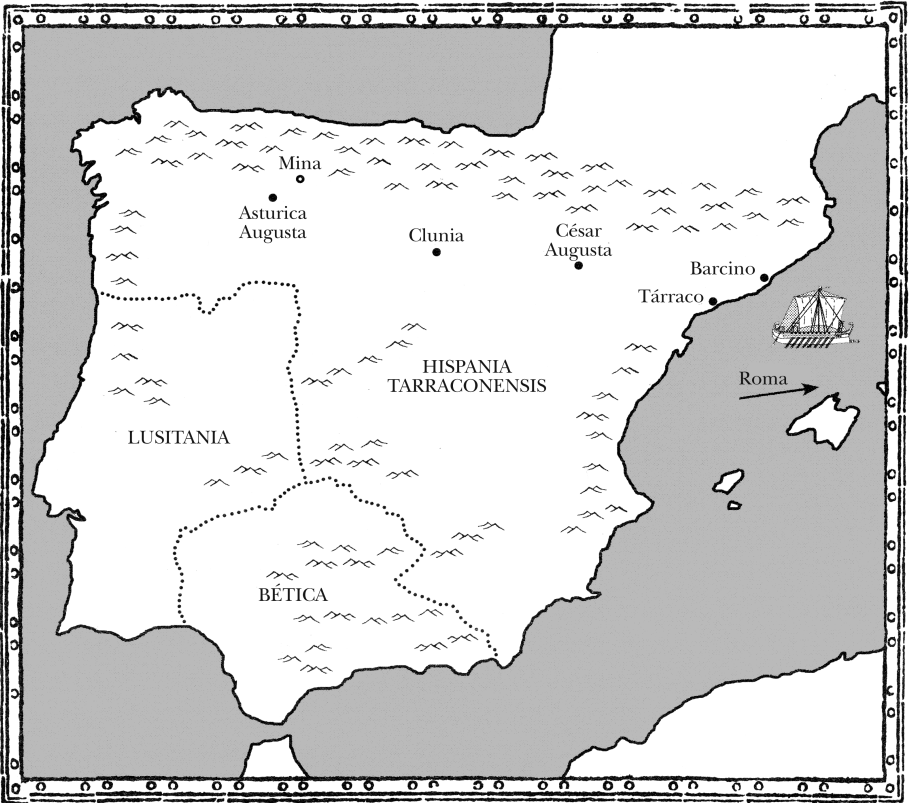 Mina
Asturica
Augusta
Clunia
César
Augusta
Barcino
Tárraco
HISPANIA
TARRACONENSIS
Roma
LUSITANIA
BÉTICA